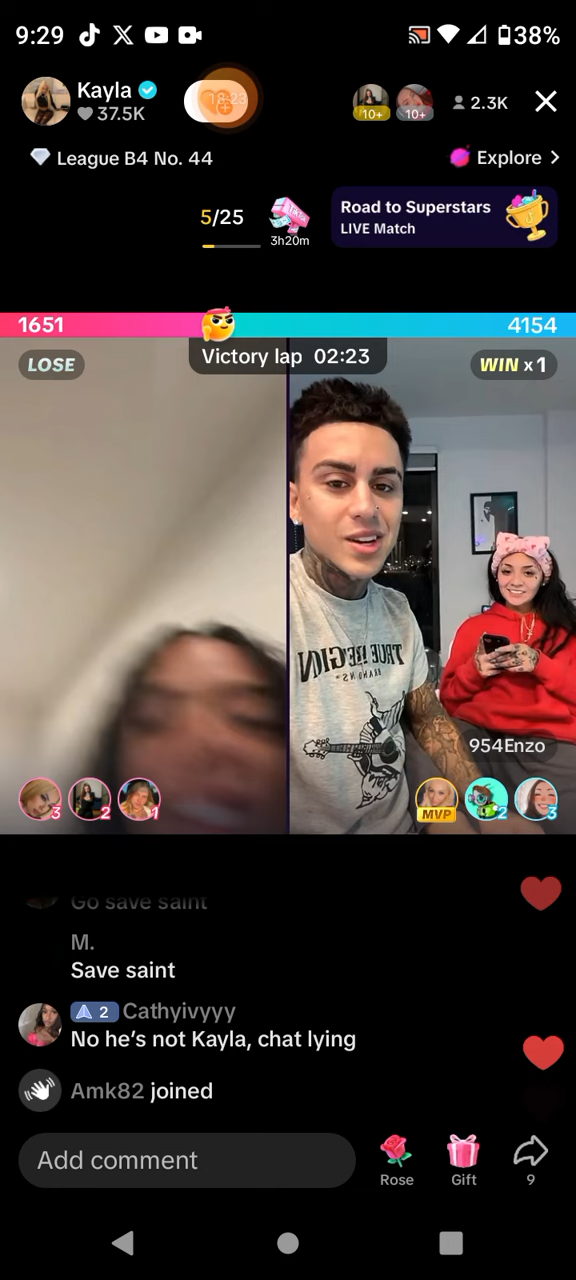 9:29
38%
Kayla
37.5K
10+
10+
2.3K
League B4 No. 44
Explore
5/25
3h20m
Road to Superstars
LIVE Match
1651
4154
Victory lap 02:23
LOSE
WIN x 1
TRUE RELIGION
BRAND
954Enzo
3
2
1
MVP
2
3
Go save saint
M.
Save saint
2 Cathyivyyy
No he's not Kayla, chat lying
Amk82 joined
Add comment
Rose
Gift
9